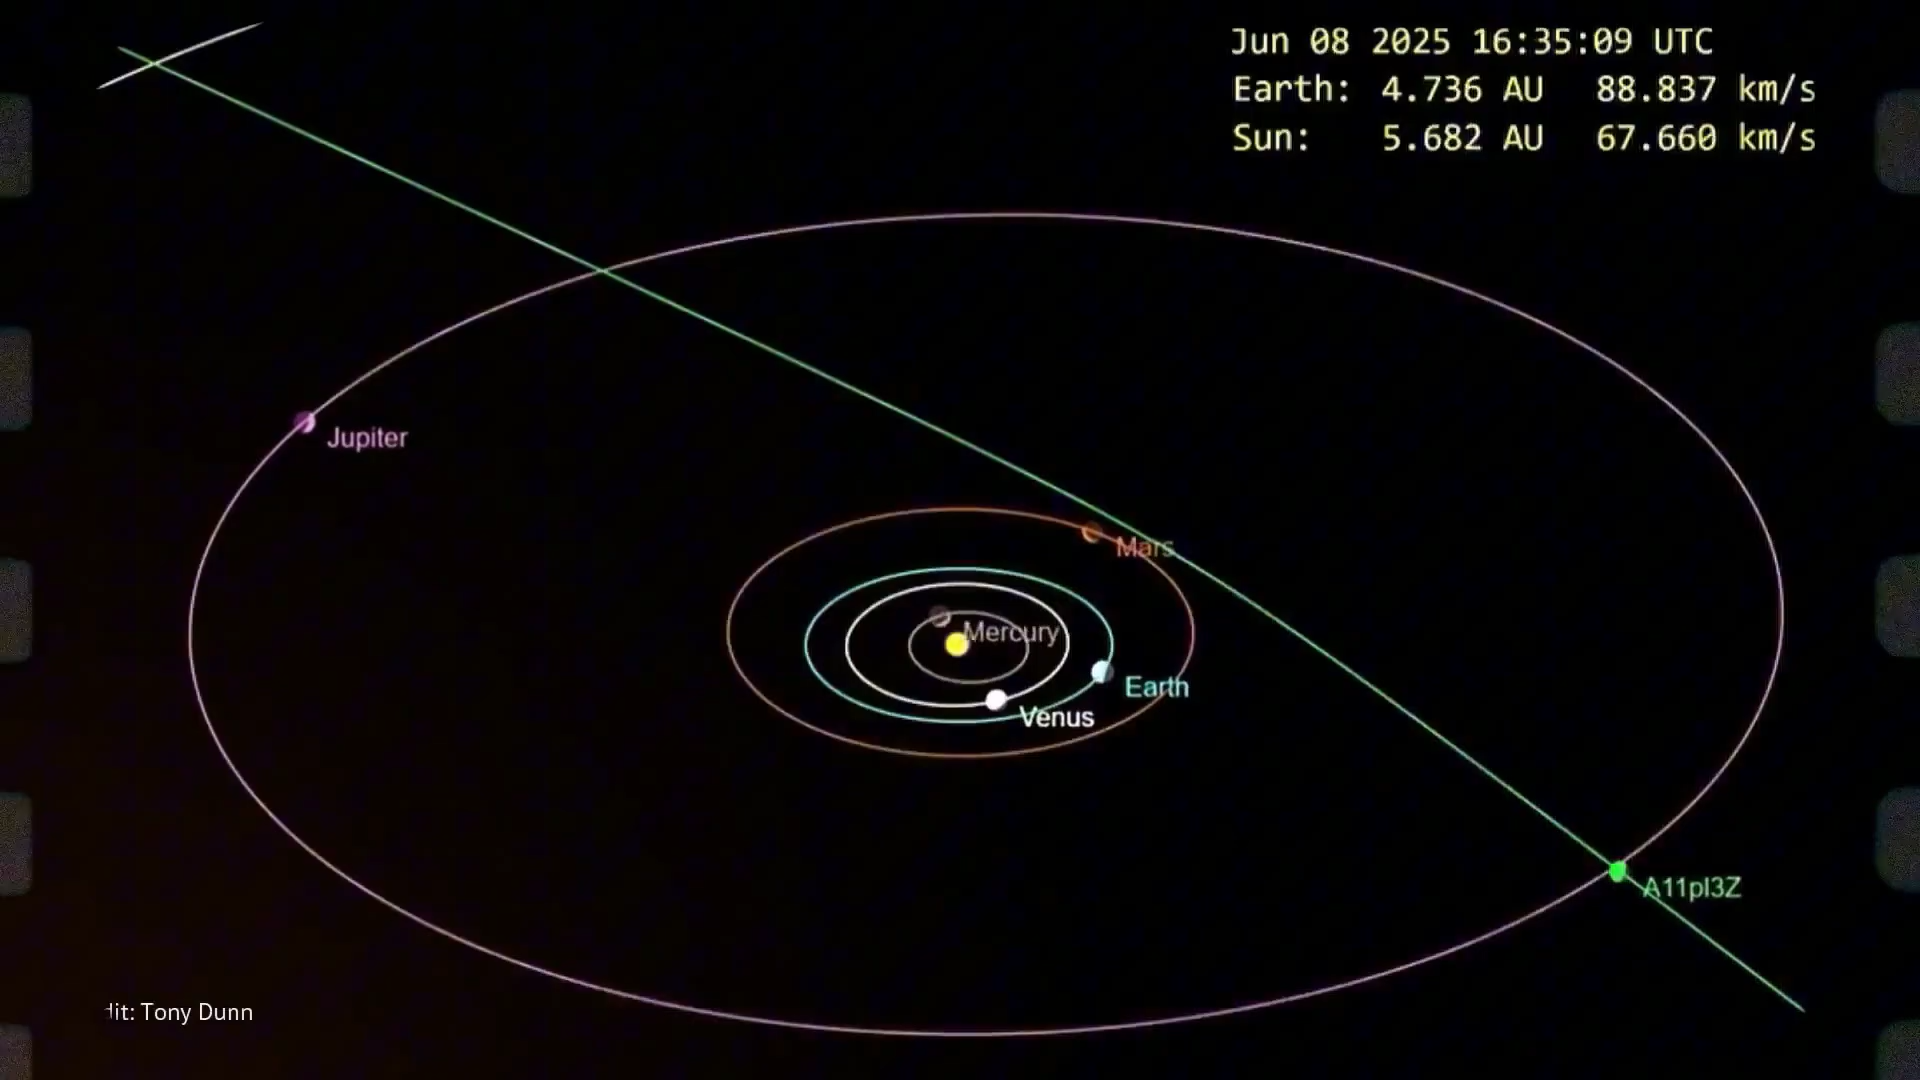 Jun 08 2025 16:35:09 UTC
Earth: 4.736 AU 88.837 km/s
Sun: 5.682 AU 67.660 km/s
Jupiter
Mars
Mercury
Earth
Venus
A11pl3Z
Tony Dunn